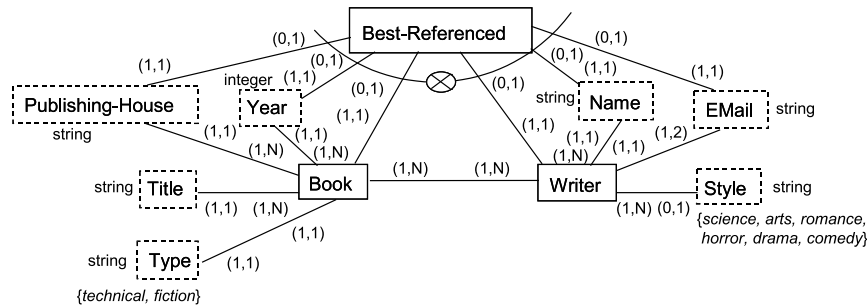 Best-Referenced
(0,1)
(0,1)
(1,1)
integer
(1,1)
(0,1)
(0,1)
(0,1)
(0,1)
(1,1)
(1,1)
Publishing-House
Year
string
Name
EMail
string
string
(1,1)
(1,1)
(1,1)
(1,1)
(1,1)
(1,2)
(1,N)
(1,N)
(1,N)
(1,1)
string
Title
Book
(1,N)
(1,N)
Writer
Style
string
(1,1)
(1,N)
(1,N)
(0,1)
{science, arts, romance,
horror, drama, comedy}
(1,1)
string
Type
(1,1)
{technical, fiction}